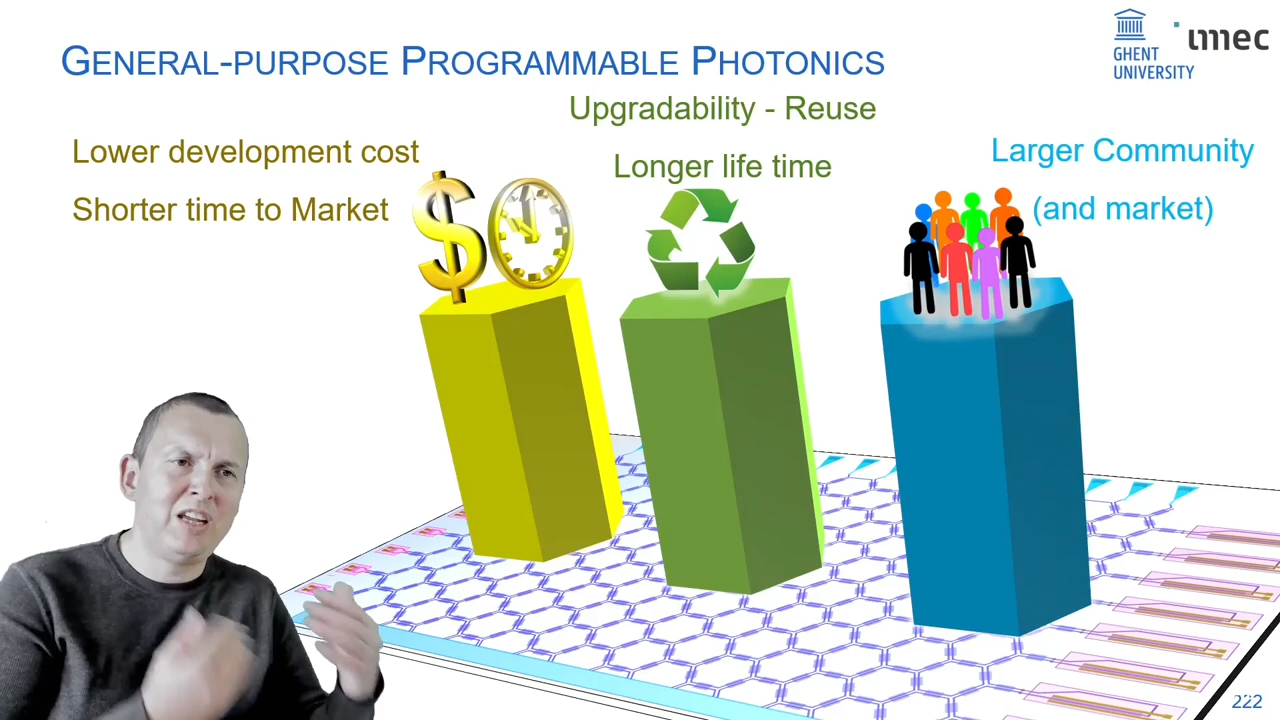 GENERAL-PURPOSE PROGRAMMABLE PHOTONICS
GHENT
UNIVERSITY
imec
Upgradability - Reuse
Longer life time
Lower development cost
Shorter time to Market
$
Larger Community
(and market)
222